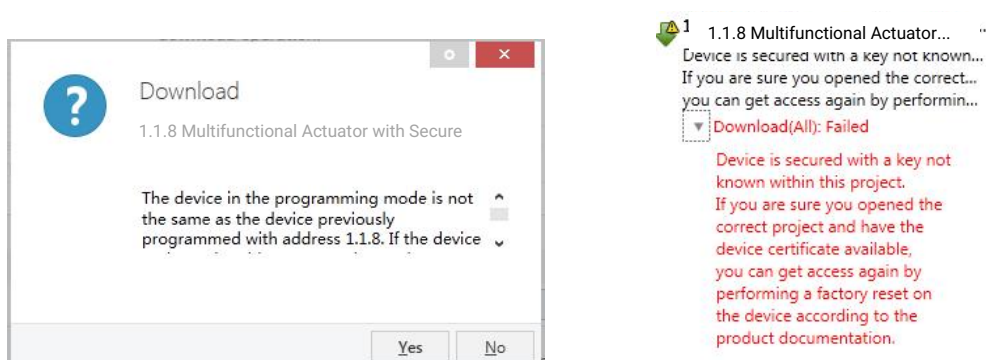 Download
1.1.8 Multifunctional Actuator with Secure
The device in the programming mode is not
the same as the device previously
programmed with address 1.1.8. If the device
Yes
No
1
1.1.8 Multifunctional Actuator...
Device is secured with a key not known...
If you are sure you opened the correct...
you can get access again by performin...
Download(All): Failed
Device is secured with a key not
known within this project.
If you are sure you opened the
correct project and have the
device certificate available,
you can get access again by
performing a factory reset on
the device according to the
product documentation.